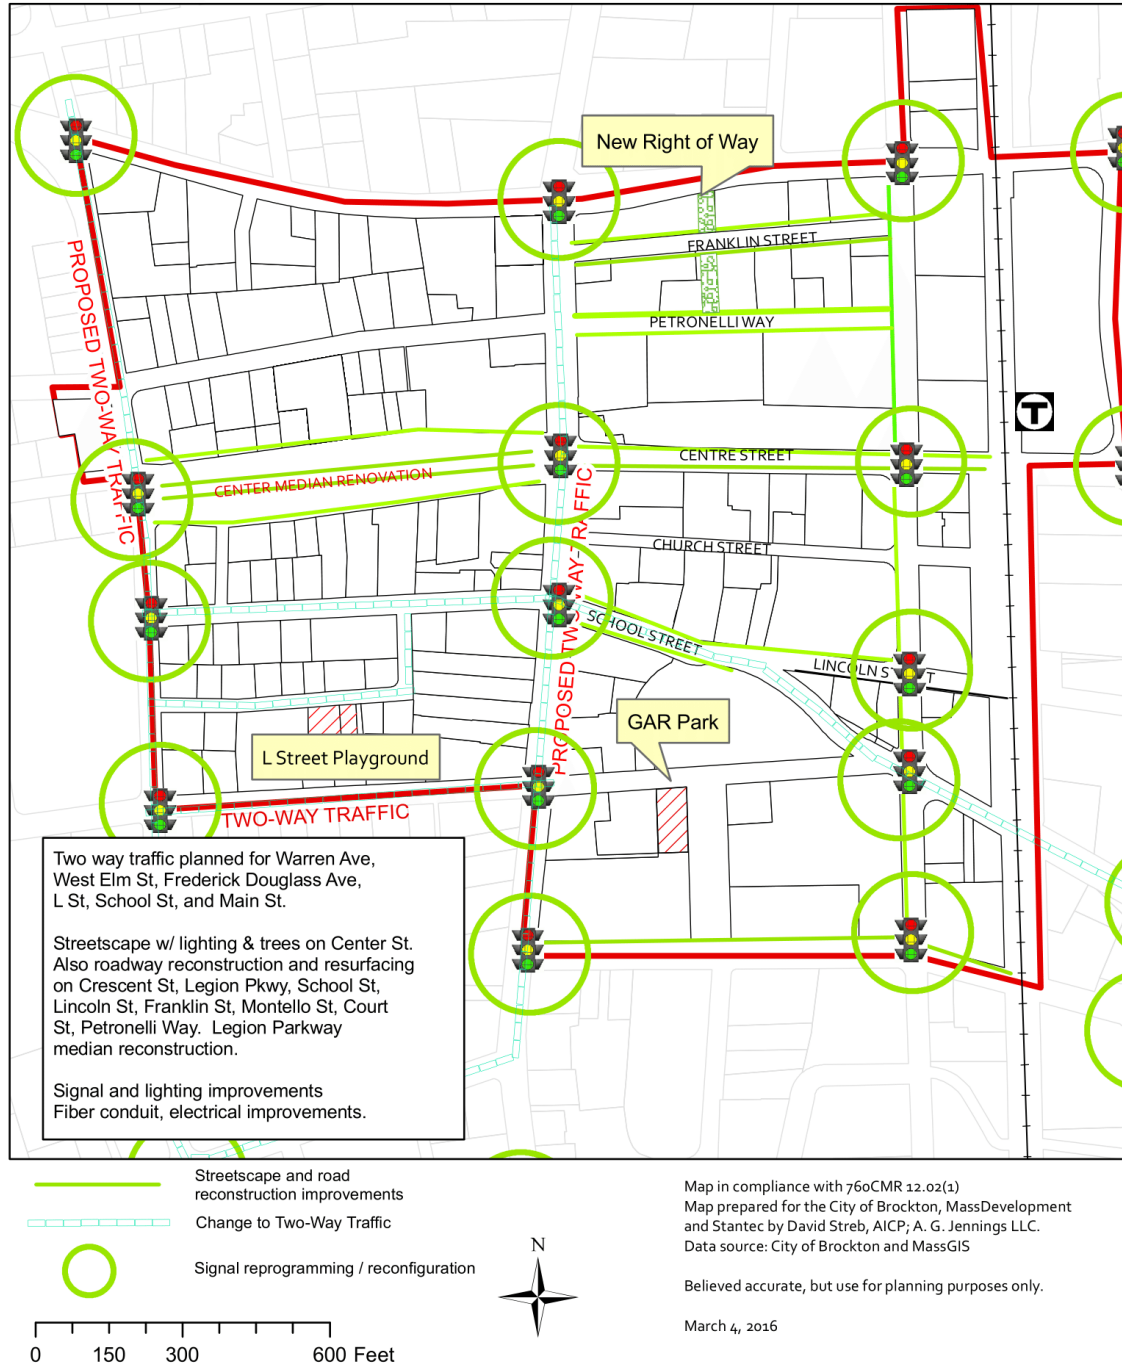 New Right of Way
FRANKLIN STREET
PROPOSED TWO-WAY TRAFFIC
PETRONELLI WAY
T
CENTRE STREET
CENTER MEDIAN RENOVATION
PROPOSED TWO-WAY TRAFFIC
CHURCH STREET
SCHOOL STREET
LINCOLN S T
GAR Park
L Street Playground
TWO-WAY TRAFFIC
Two way traffic planned for Warren Ave,
West Elm St, Frederick Douglass Ave,
L St, School St, and Main St.
Streetscape w/ lighting & trees on Center St.
Also roadway reconstruction and resurfacing
on Crescent St, Legion Pkwy, School St,
Lincoln St, Franklin St, Montello St, Court
St, Petronelli Way.  Legion Parkway
median reconstruction.
Signal and lighting improvements
Fiber conduit, electrical improvements.
Streetscape and road
reconstruction improvements
Change to Two-Way Traffic
Signal reprogramming / reconfiguration
0 150 300 600 Feet
N
Map in compliance with 760CMR 12.02(1)
Map prepared for the City of Brockton, MassDevelopment
and Stantec by David Streb, AICP; A. G. Jennings LLC.
Data source: City of Brockton and MassGIS
Believed accurate, but use for planning purposes only.
March 4, 2016